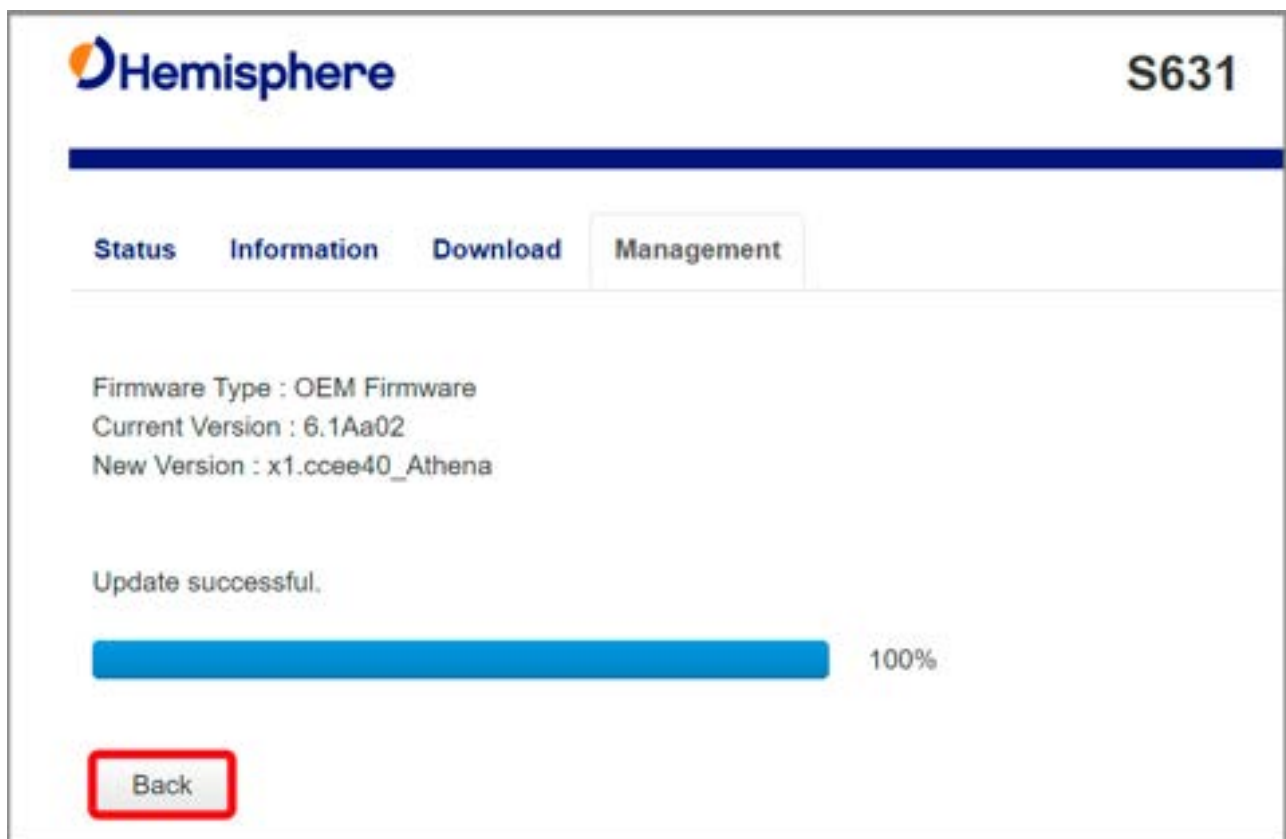 Hemisphere
S631
Status Information Download Management
Firmware Type : OEM Firmware
Current Version : 6.1Aa02
New Version : x1.ccee40_Athena
Update successful.
100%
Back